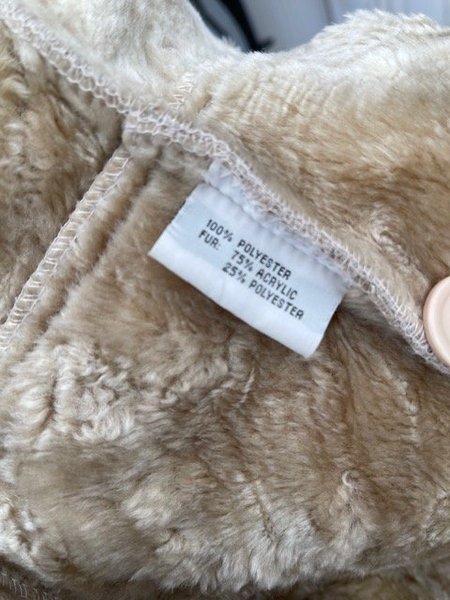 100% POLYESTER
FUR: 75% ACRYLIC
25% POLYESTER